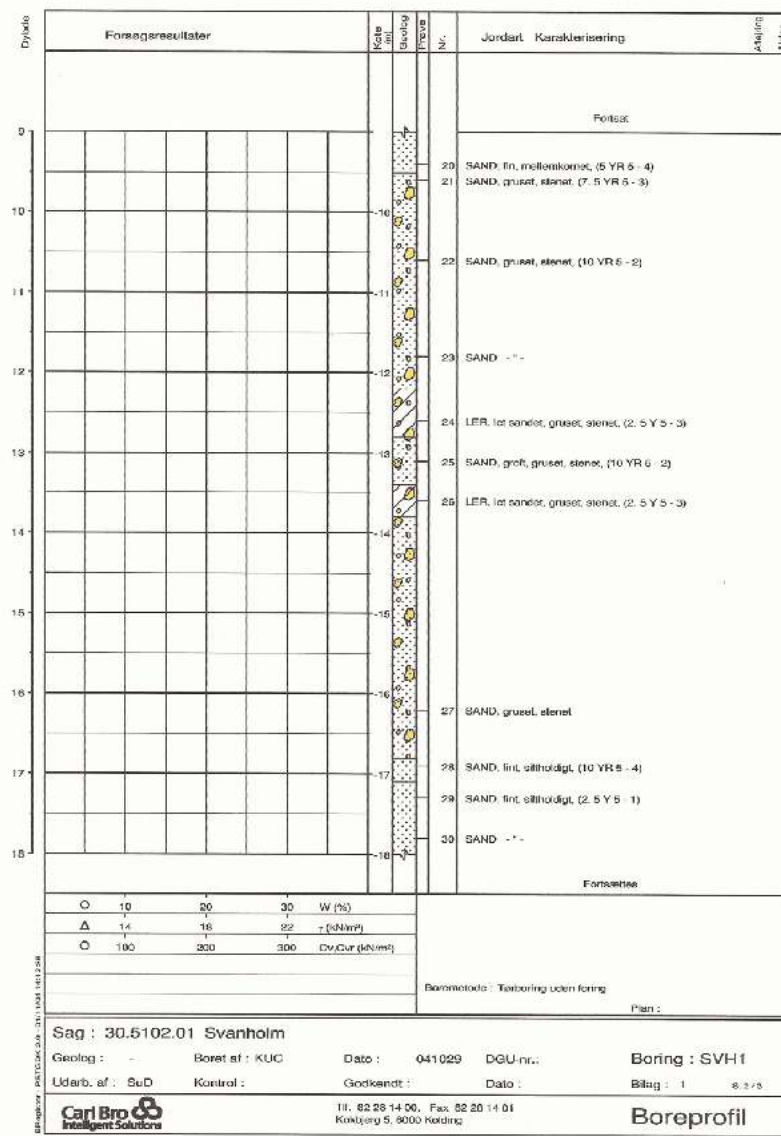 Dybde
Forsøgsresultater
Kote (m)
Geologi
Prøve
Nr.
Jordart Karakterisering
Aflejring
Fortsat
9
20 SAND, fin, mellemkornet, (5 YR 5 - 4)
21 SAND, gruset, stenet, (7. 5 YR 5 - 3)
10 -10
22 SAND, gruset, stenet, (10 YR 5 - 2)
11 -11
23 SAND - " -
12 -12
24 LER, let sandet, gruset, stenet, (2. 5 Y 5 - 3)
13 -13
25 SAND, groft, gruset, stenet, (10 YR 5 - 2)
26 LER, let sandet, gruset, stenet, (2. 5 Y 5 - 3)
14 -14
15 -15
16 -16
27 SAND, gruset, stenet
17 -17
28 SAND, fint, siltholdigt, (10 YR 5 - 4)
29 SAND, fint, siltholdigt, (2. 5 Y 5 - 1)
30 SAND - " -
18 -18
Fortsættes
10 20 30 W (%)
14 18 22 γ (kN/m³)
100 200 300 Cv,Cvr (kN/m²)
Boremetode : Tørboring uden foring
Plan :
Sag : 30.5102.01 Svanholm
Geolog : - Boret af : KUC Dato : 041029 DGU-nr.: Boring : SVH1
Udarb. af : SuD Kontrol : Godkendt : Dato : Bilag : 1 S. 2 / 3
Carl Bro
Intelligent Solutions
Tlf. 82 28 14 00, Fax 82 28 14 01
Kokbjerg 5, 6000 Kolding
Boreprofil